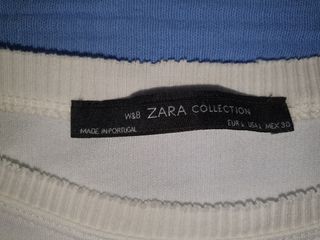 W&B ZARA COLLECTION
MADE IN PORTUGAL
EUR L USA L MEX 30